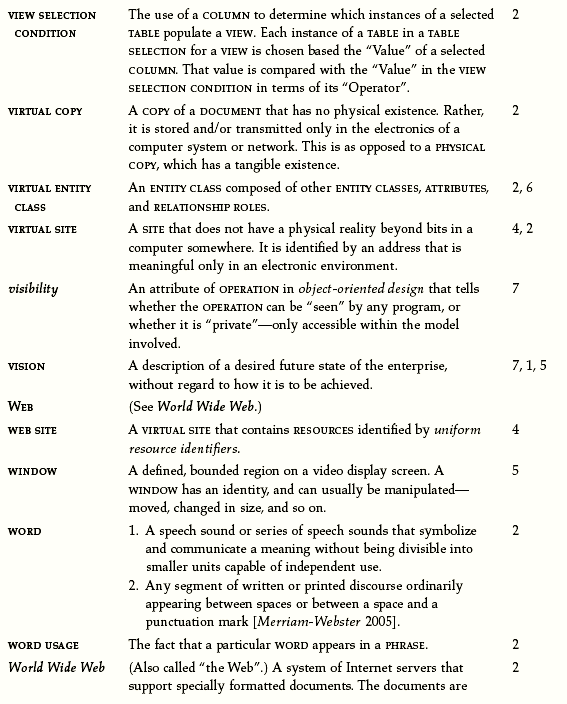 VIEW SELECTION The use of a COLUMN to determine which instances of a selected 2
CONDITION TABLE populate a VIEW. Each instance of a TABLE in a TABLE
SELECTION for a VIEW is chosen based the “Value” of a selected
COLUMN. That value is compared with the “Value” in the VIEW
SELECTION CONDITION in terms of its “Operator”.
VIRTUAL COPY A COPY of a DOCUMENT that has no physical existence. Rather, 2
it is stored and/or transmitted only in the electronics of a
computer system or network. This is as opposed to a PHYSICAL
COPY, which has a tangible existence.
VIRTUAL ENTITY An ENTITY CLASS composed of other ENTITY CLASSES, ATTRIBUTES, 2, 6
CLASS and RELATIONSHIP ROLES.
VIRTUAL SITE A SITE that does not have a physical reality beyond bits in a 4, 2
computer somewhere. It is identified by an address that is
meaningful only in an electronic environment.
visibility An attribute of OPERATION in object-oriented design that tells 7
whether the OPERATION can be “seen” by any program, or
whether it is “private”—only accessible within the model
involved.
VISION A description of a desired future state of the enterprise, 7, 1, 5
without regard to how it is to be achieved.
WEB (See World Wide Web.)
WEB SITE A VIRTUAL SITE that contains RESOURCES identified by uniform 4
resource identifiers.
WINDOW A defined, bounded region on a video display screen. A 5
WINDOW has an identity, and can usually be manipulated—
moved, changed in size, and so on.
WORD 1. A speech sound or series of speech sounds that symbolize 2
and communicate a meaning without being divisible into
smaller units capable of independent use.
2. Any segment of written or printed discourse ordinarily
appearing between spaces or between a space and a
punctuation mark [Merriam-Webster 2005].
WORD USAGE The fact that a particular WORD appears in a PHRASE. 2
World Wide Web (Also called “the Web”.) A system of Internet servers that 2
support specially formatted documents. The documents are